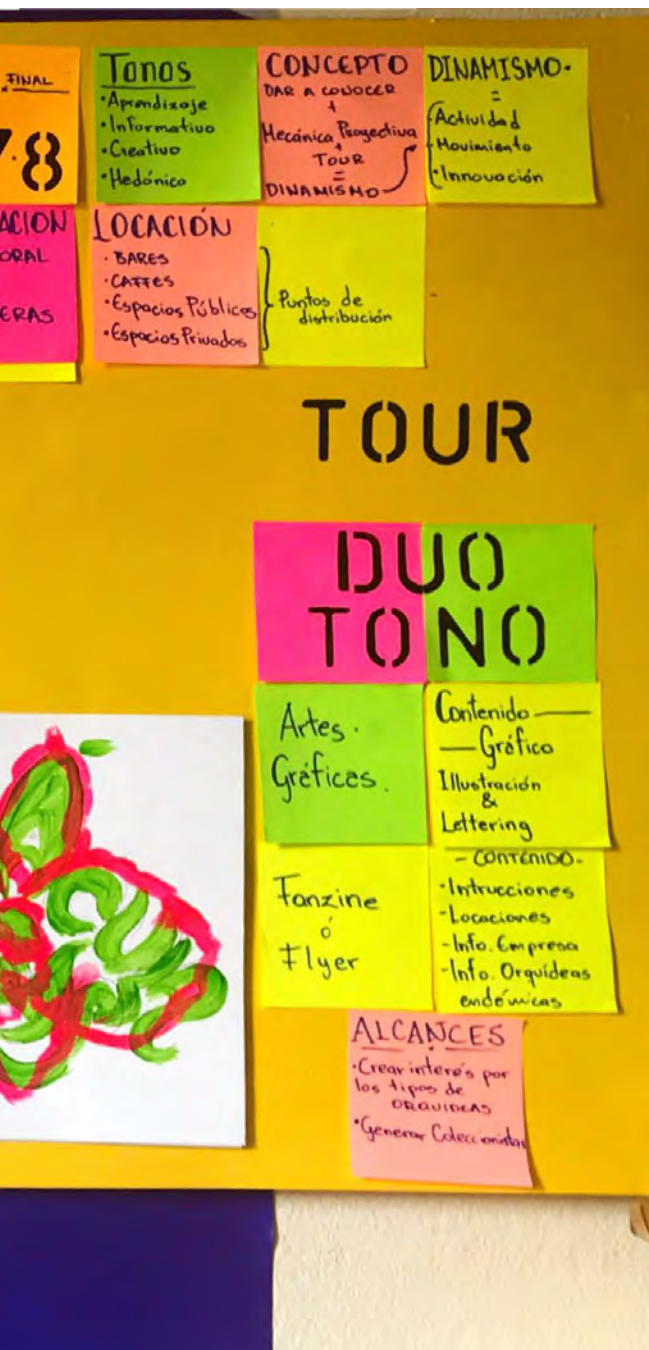 FINAL
7.8
Tonos
•Aprendizaje
•Informativo
•Creativo
•Hedónico
CONCEPTO
DAR A CONOCER
+
Mecánica Proyectiva
+
TOUR
=
DINAMISMO
DINAMISMO.
=
Actividad
•Movimiento
•Innovación
ACION
ORAL
ERAS
LOCACIÓN
• BARES
•CAFFES
•Espacios Públicos
•Espacios Privados
Puntos de
distribución
TOUR
DUO
TONO
Artes.
Gráficas.
Contenido
Gráfico
Illustración
&
Lettering
Fanzine
ó
Flyer
- CONTENIDO-
-Intrucciones
-Locaciones
-Info. Empresa
-Info. Orquídeas
endémicas
ALCANCES
•Crear interés por
los tipos de
ORQUIDEAS
•Generar Coleccionistas